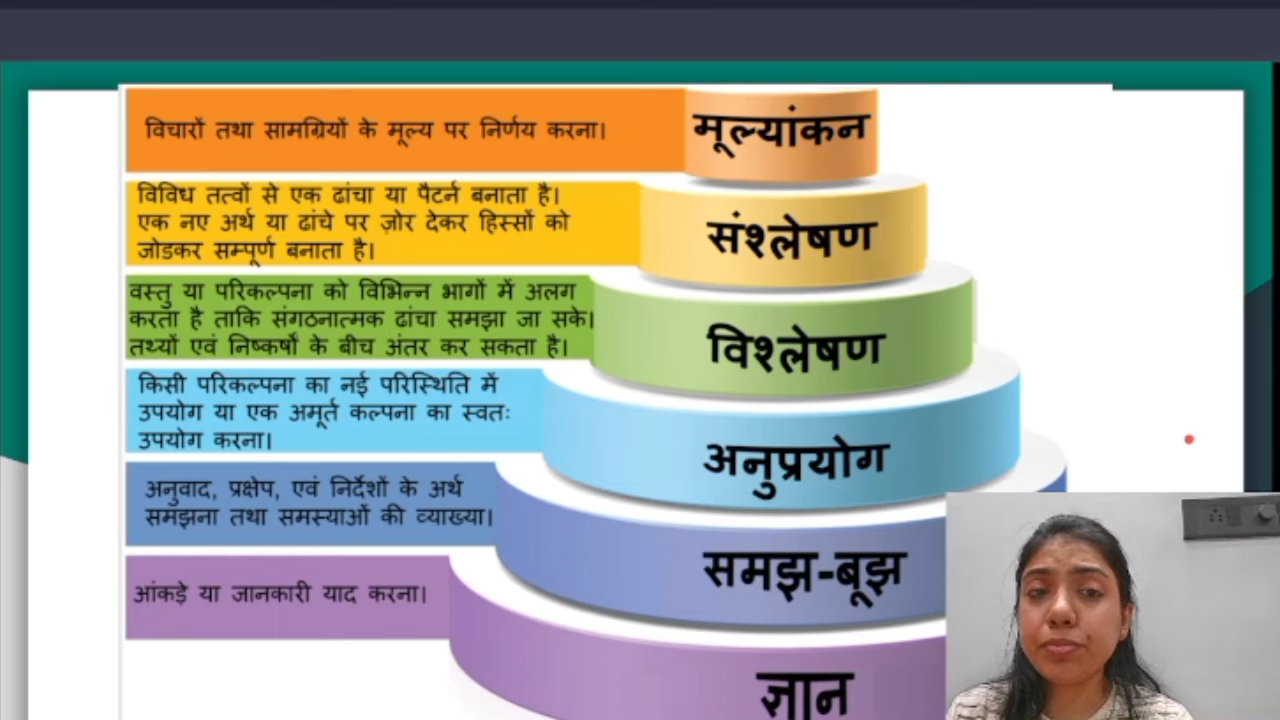 विचारों तथा सामग्रियों के मूल्य पर निर्णय करना।
मूल्यांकन
विविध तत्वों से एक ढांचा या पैटर्न बनाता है।
एक नए अर्थ या ढांचे पर ज़ोर देकर हिस्सों को
जोडकर सम्पूर्ण बनाता है।
संश्लेषण
वस्तु या परिकल्पना को विभिन्न भागों में अलग
करता है ताकि संगठनात्मक ढांचा समझा जा सके।
तथ्यों एवं निष्कर्षों के बीच अंतर कर सकता है।
विश्लेषण
किसी परिकल्पना का नई परिस्थिति में
उपयोग या एक अमूर्त कल्पना का स्वतः
उपयोग करना।
अनुप्रयोग
अनुवाद, प्रक्षेप, एवं निर्देशों के अर्थ
समझना तथा समस्याओं की व्याख्या।
समझ-बूझ
आंकड़े या जानकारी याद करना।
ज्ञान